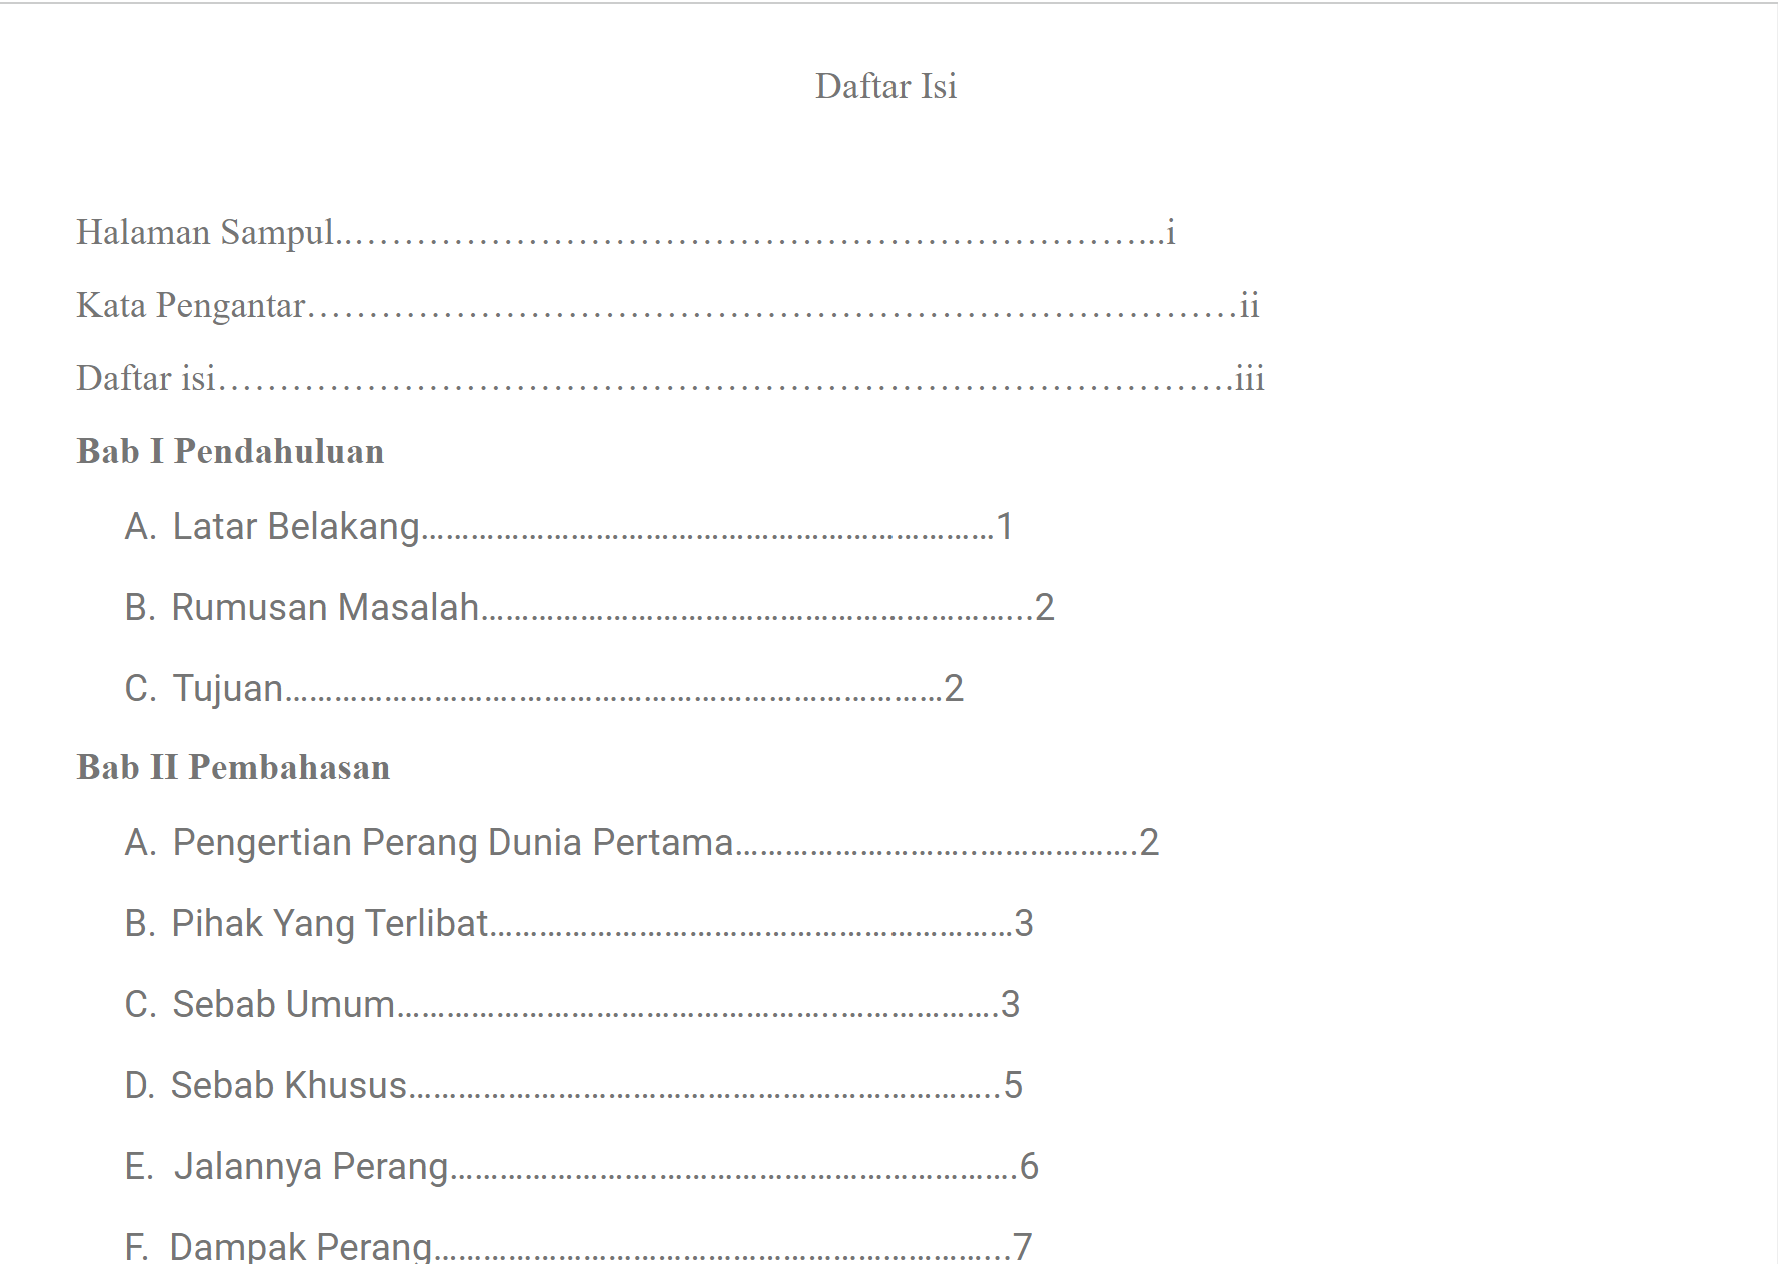 Daftar Isi
Halaman Sampul..…………………………………………………………...i
Kata Pengantar…………………………………………………………………ii
Daftar isi……………………………………………………………………….iii
Bab I Pendahuluan
A. Latar Belakang……………………………………………………………1
B. Rumusan Masalah………………………………………………………...2
C. Tujuan……………………….……………………………………………2
Bab II Pembahasan
A. Pengertian Perang Dunia Pertama………………………..……………….2
B. Pihak Yang Terlibat………………………………………………………3
C. Sebab Umum……………………………………………..……………….3
D. Sebab Khusus……………………………………………………………..5
E. Jalannya Perang…………………….…………………………………….6
F. Dampak Perang…………………………………………………………...7